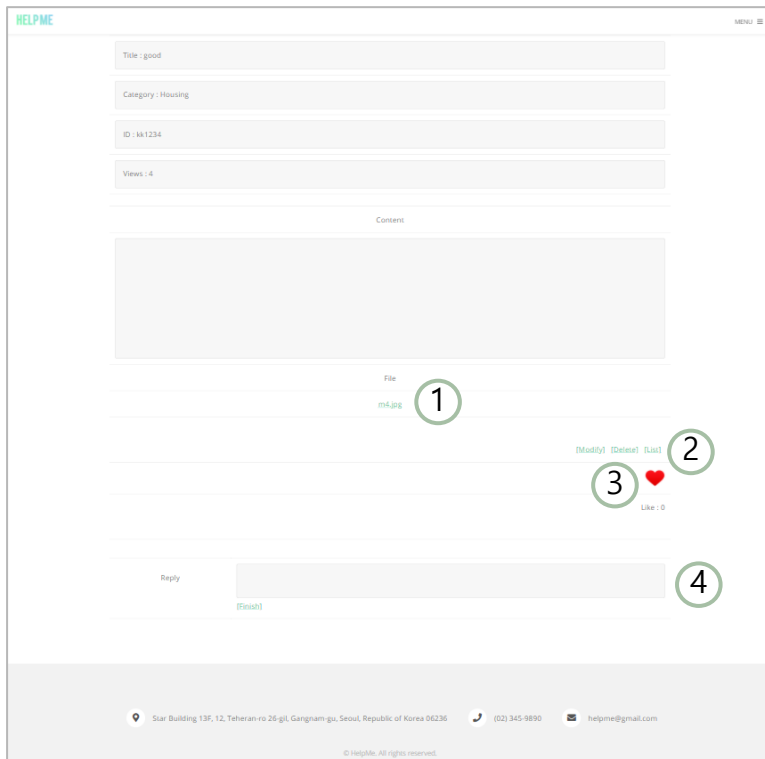 HELPME
MENU
Title : good
Category : Housing
ID : kk1234
Views : 4
Content
File
m4.jpg
1
[Modify] [Delete] [List]
2
3
Like : 0
Reply
4
[Finish]
Star Building 13F, 12, Teheran-ro 26-gil, Gangnam-gu, Seoul, Republic of Korea 06236 (02) 345-9890 helpme@gmail.com
© HelpMe. All rights reserved.